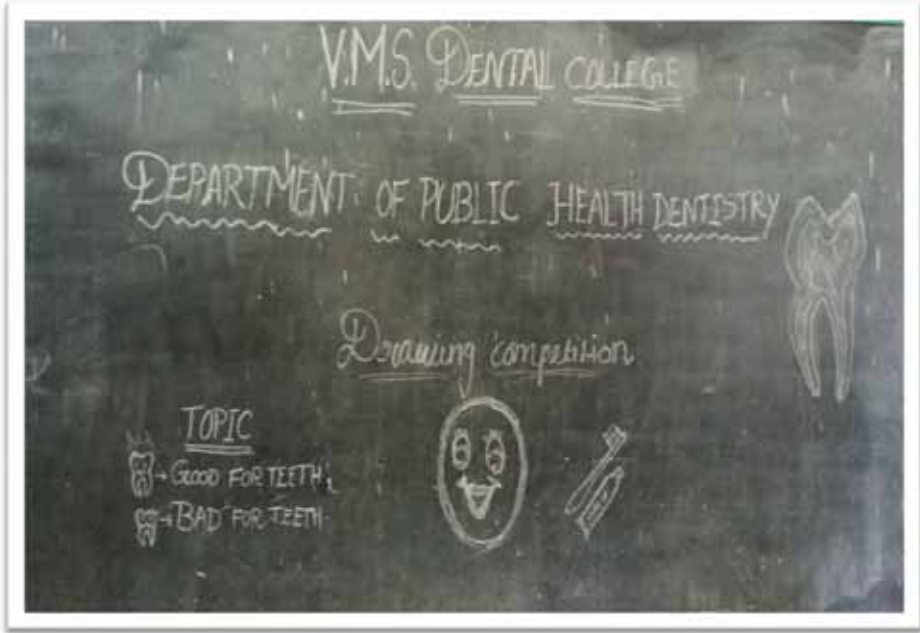 V.M.S. DENTAL COLLEGE
DEPARTMENT OF PUBLIC HEALTH DENTISTRY
Drawing competition
TOPIC
→ GOOD FOR TEETH,
→ BAD FOR TEETH